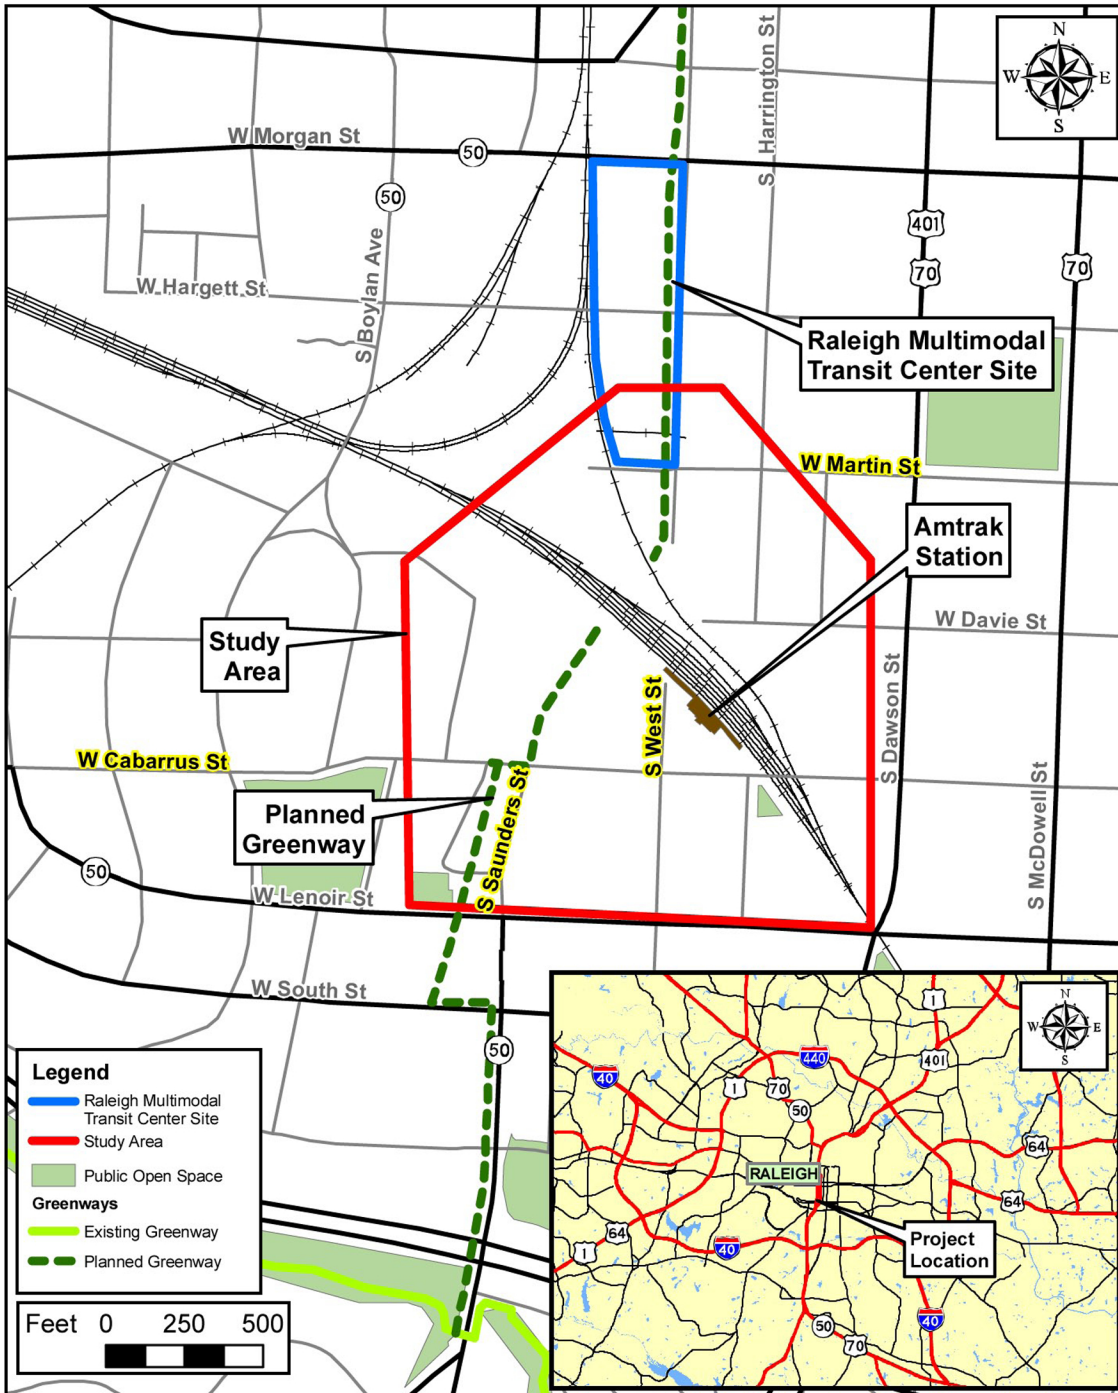 N
W E
S
S Harrington St
W Morgan St
50
50
401
70
70
S Boylan Ave
W Hargett St
Raleigh Multimodal
Transit Center Site
W Martin St
Amtrak
Station
Study
Area
W Davie St
S West St
S Dawson St
W Cabarrus St
Planned
Greenway
S Saunders St
S McDowell St
50
W Lenoir St
W South St
50
Legend
Raleigh Multimodal
Transit Center Site
Study Area
Public Open Space
Greenways
Existing Greenway
Planned Greenway
Feet 0 250 500
N
W E
S
1
401
440
40
1
70
50
64
RALEIGH
64
64
1
40
Project
Location
50
70
40